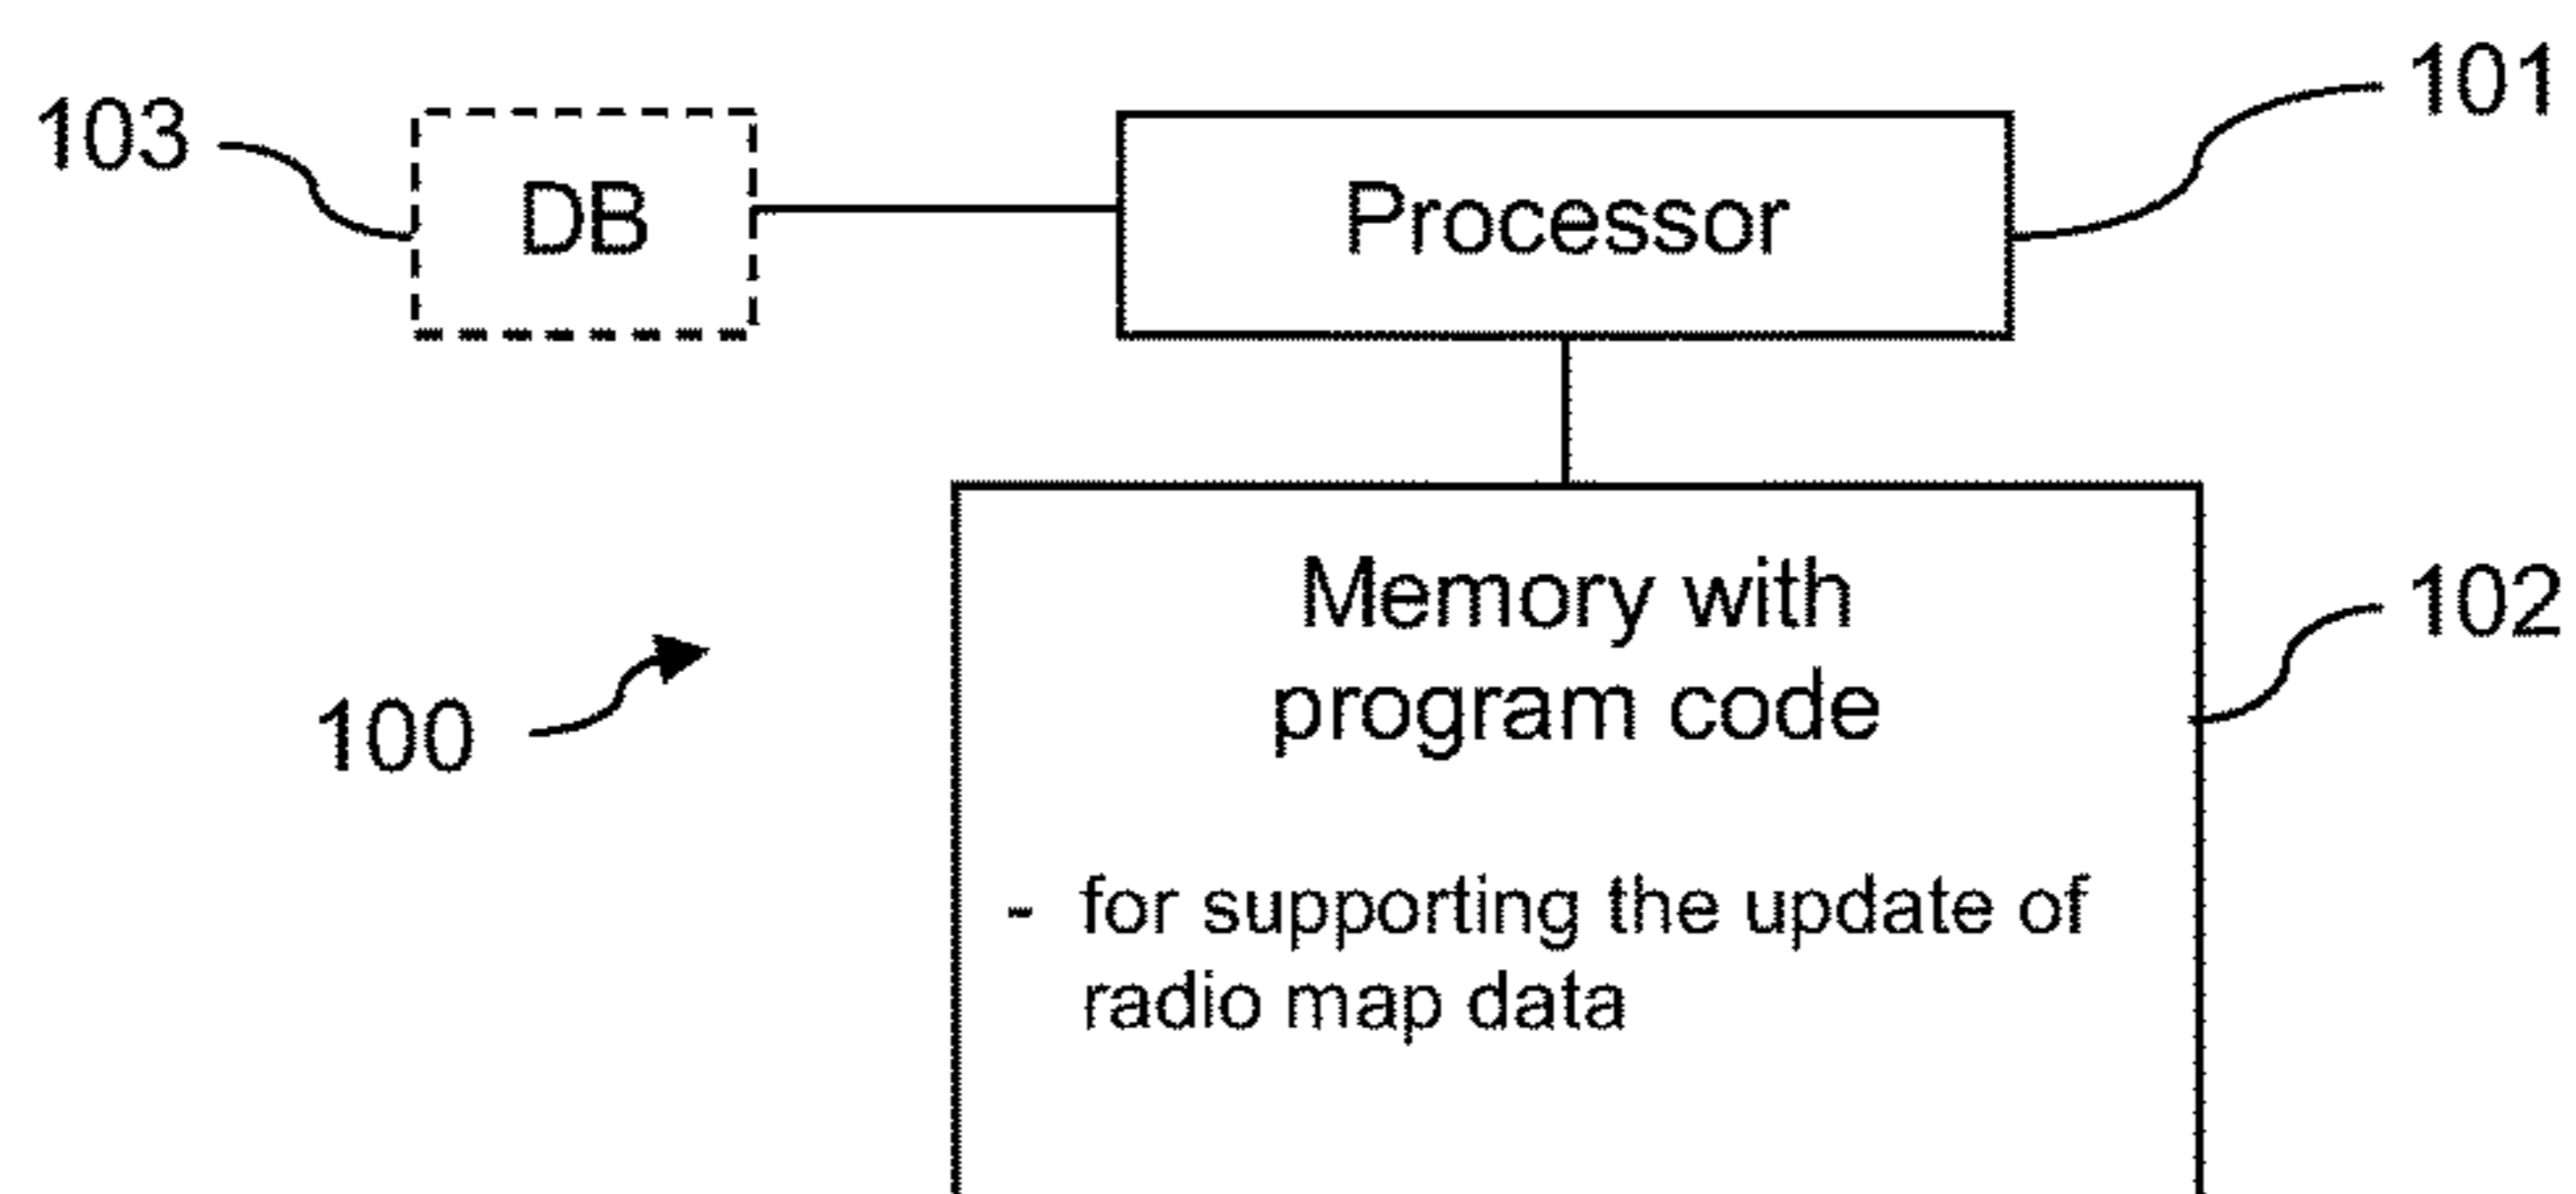 101
103
DB
Processor
Memory with
program code
102
100
- for supporting the update of
radio map data